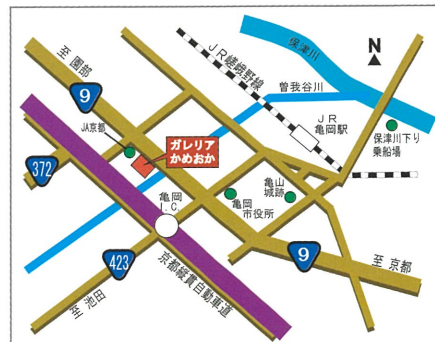 至園部
9
JR嵯峨野線
保津川
N
曽我谷川
JA京都
ガレリア
かめおか
JR
亀岡駅
保津川下り
乗船場
372
亀岡
I.C.
亀山
城跡
亀岡
市役所
423
9
至京都
至池田
京都縦貫自動車道